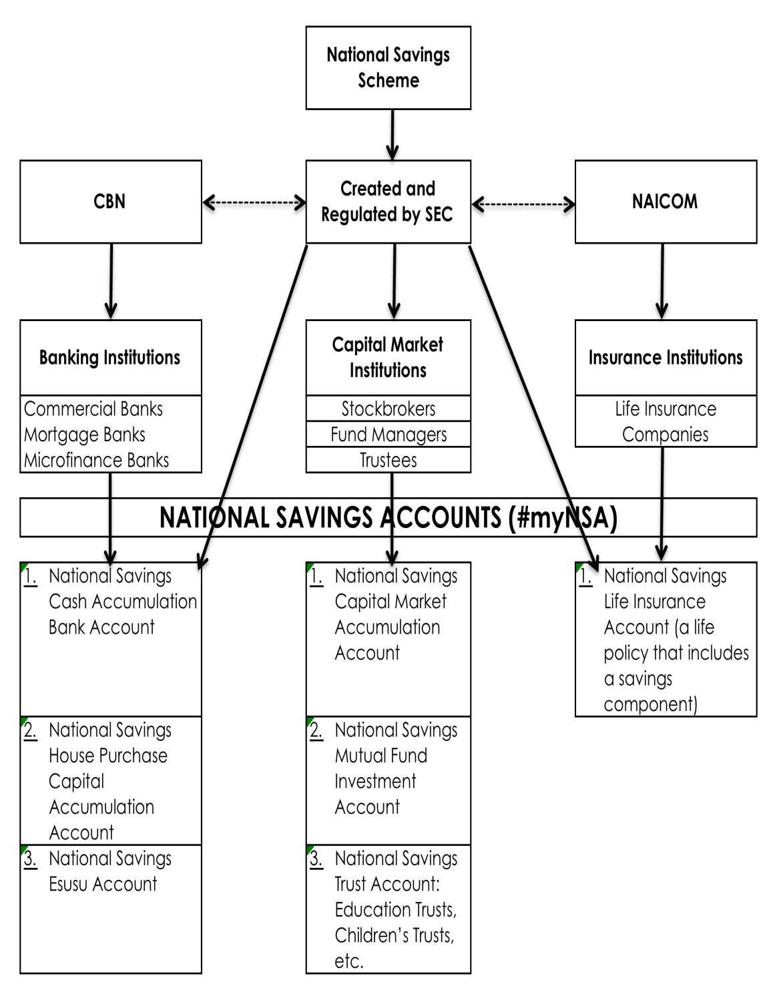 National Savings
Scheme
CBN
Created and
Regulated by SEC
NAICOM
Banking Institutions
Commercial Banks
Mortgage Banks
Microfinance Banks
Capital Market
Institutions
Stockbrokers
Fund Managers
Trustees
Insurance Institutions
Life Insurance
Companies
NATIONAL SAVINGS ACCOUNTS (#myNSA)
1. National Savings
Cash Accumulation
Bank Account
2. National Savings
House Purchase
Capital
Accumulation
Account
3. National Savings
Esusu Account
1. National Savings
Capital Market
Accumulation
Account
2. National Savings
Mutual Fund
Investment
Account
3. National Savings
Trust Account:
Education Trusts,
Children’s Trusts,
etc.
1. National Savings
Life Insurance
Account (a life
policy that includes
a savings
component)